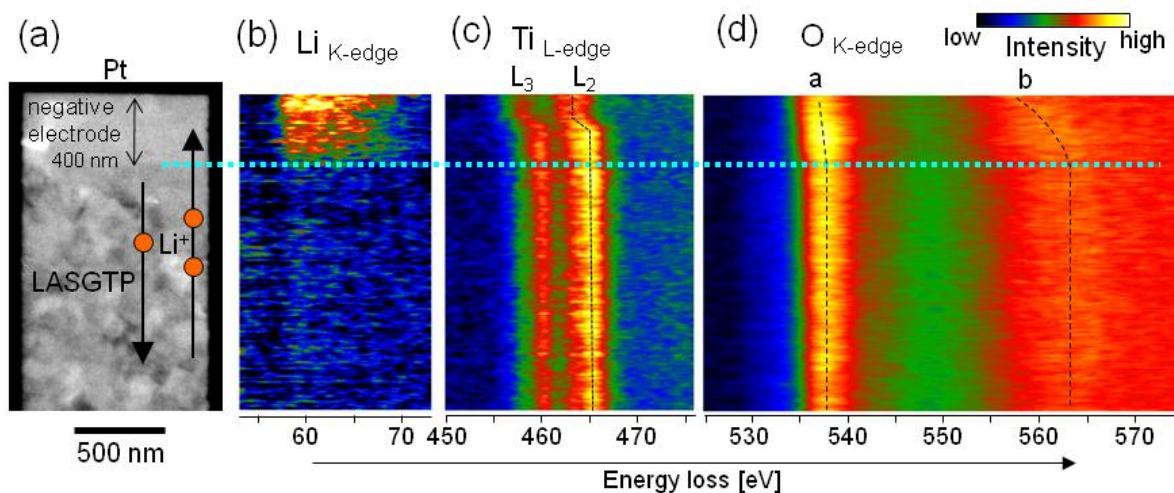 (a)
Pt
negative
electrode
400 nm
Li+
LASGTP
500 nm
(b) Li K-edge
60 70
(c) Ti L-edge
L3 L2
450 460 470
(d) O K-edge
a b
low Intensity high
530 540 550 560 570
Energy loss [eV]